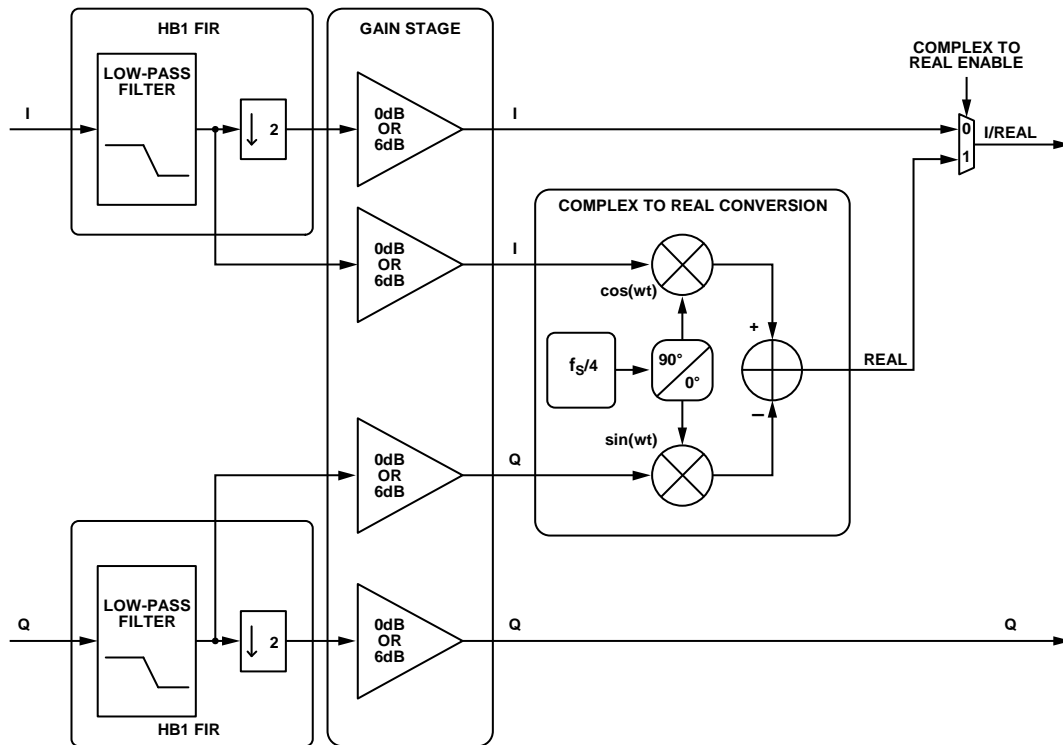 HB1 FIR
GAIN STAGE
LOW-PASS
FILTER
COMPLEX TO
REAL ENABLE
I
2
0dB
OR
6dB
I
0
1
I/REAL
COMPLEX TO REAL CONVERSION
0dB
OR
6dB
I
cos(wt)
+
fS/4
90°
0°
REAL
–
sin(wt)
0dB
OR
6dB
Q
LOW-PASS
FILTER
Q
2
0dB
OR
6dB
Q
Q
HB1 FIR